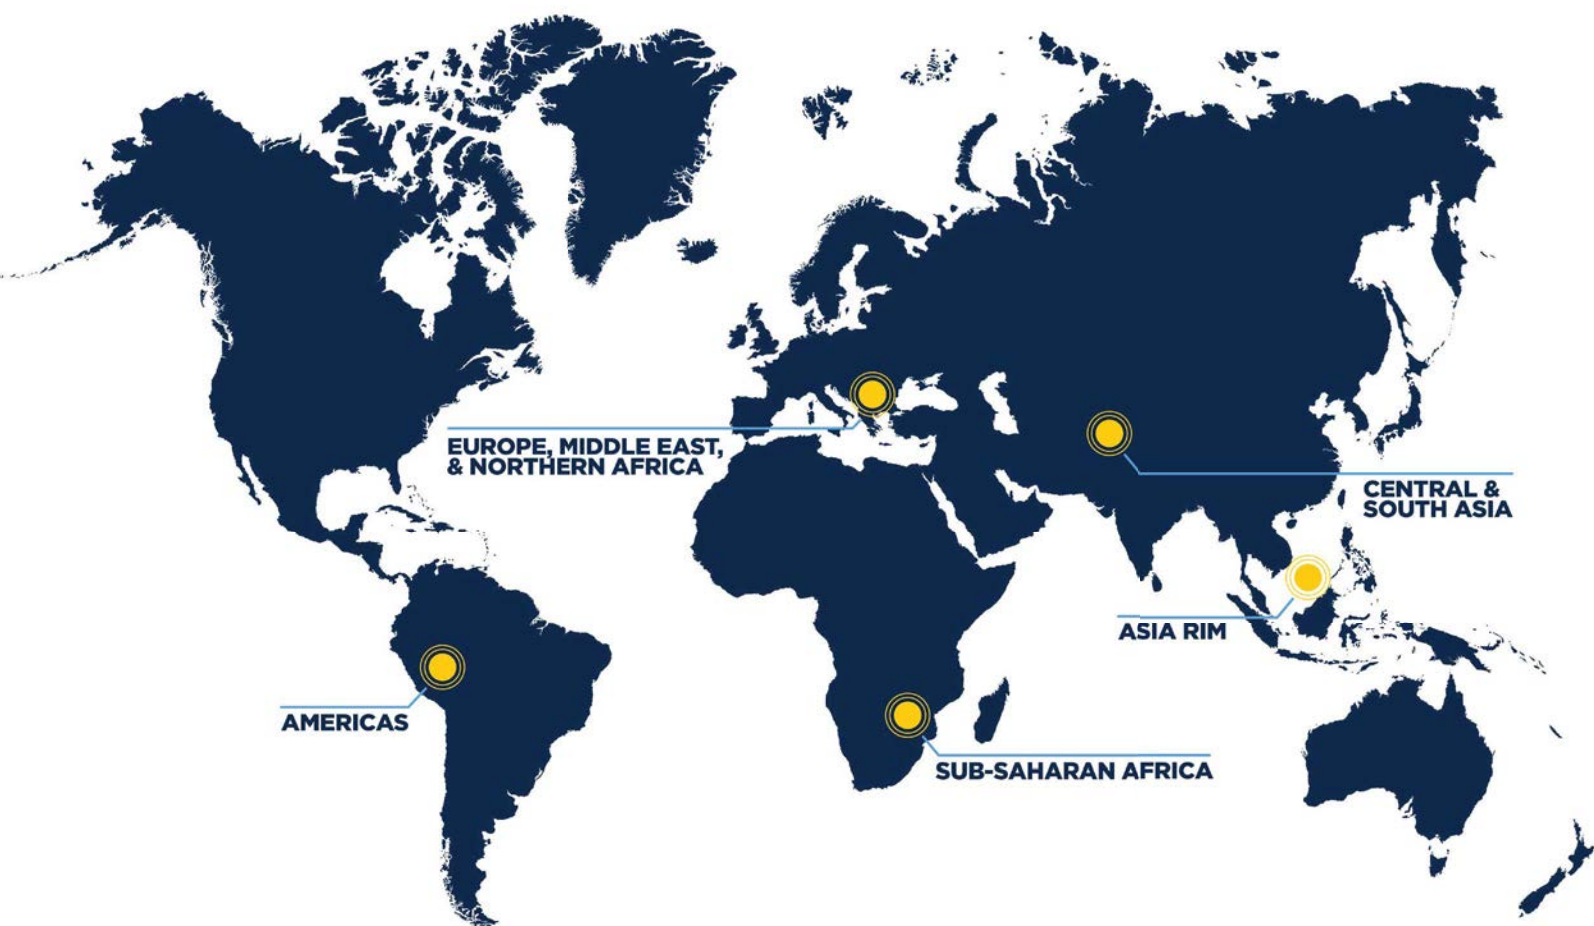 EUROPE, MIDDLE EAST,
& NORTHERN AFRICA
CENTRAL &
SOUTH ASIA
ASIA RIM
AMERICAS
SUB-SAHARAN AFRICA